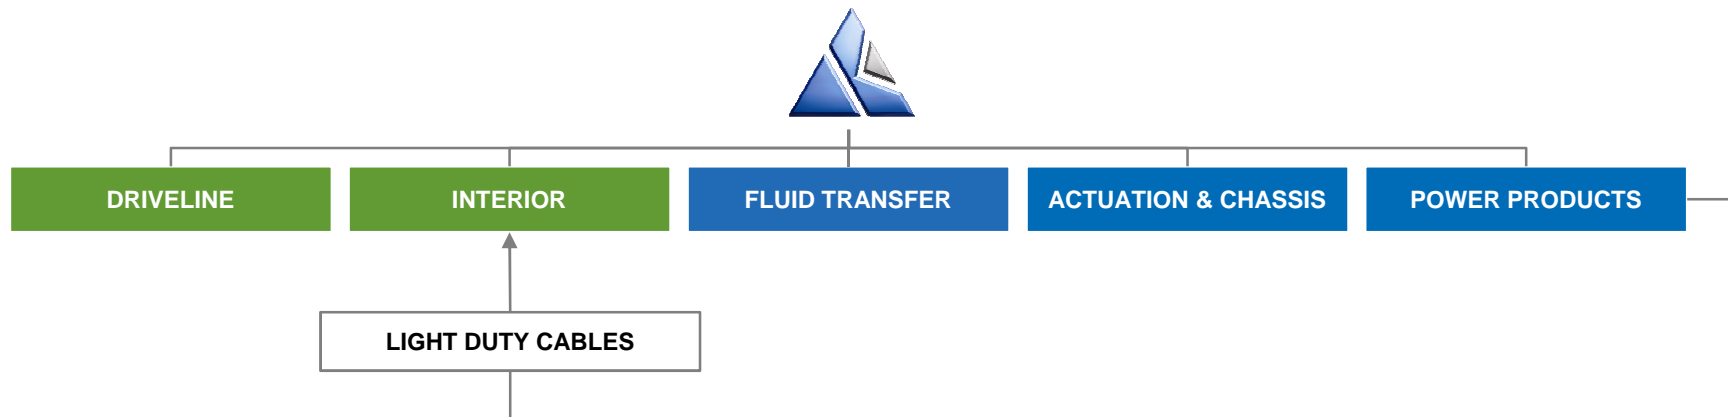 DRIVELINE
INTERIOR
FLUID TRANSFER
ACTUATION & CHASSIS
POWER PRODUCTS
LIGHT DUTY CABLES